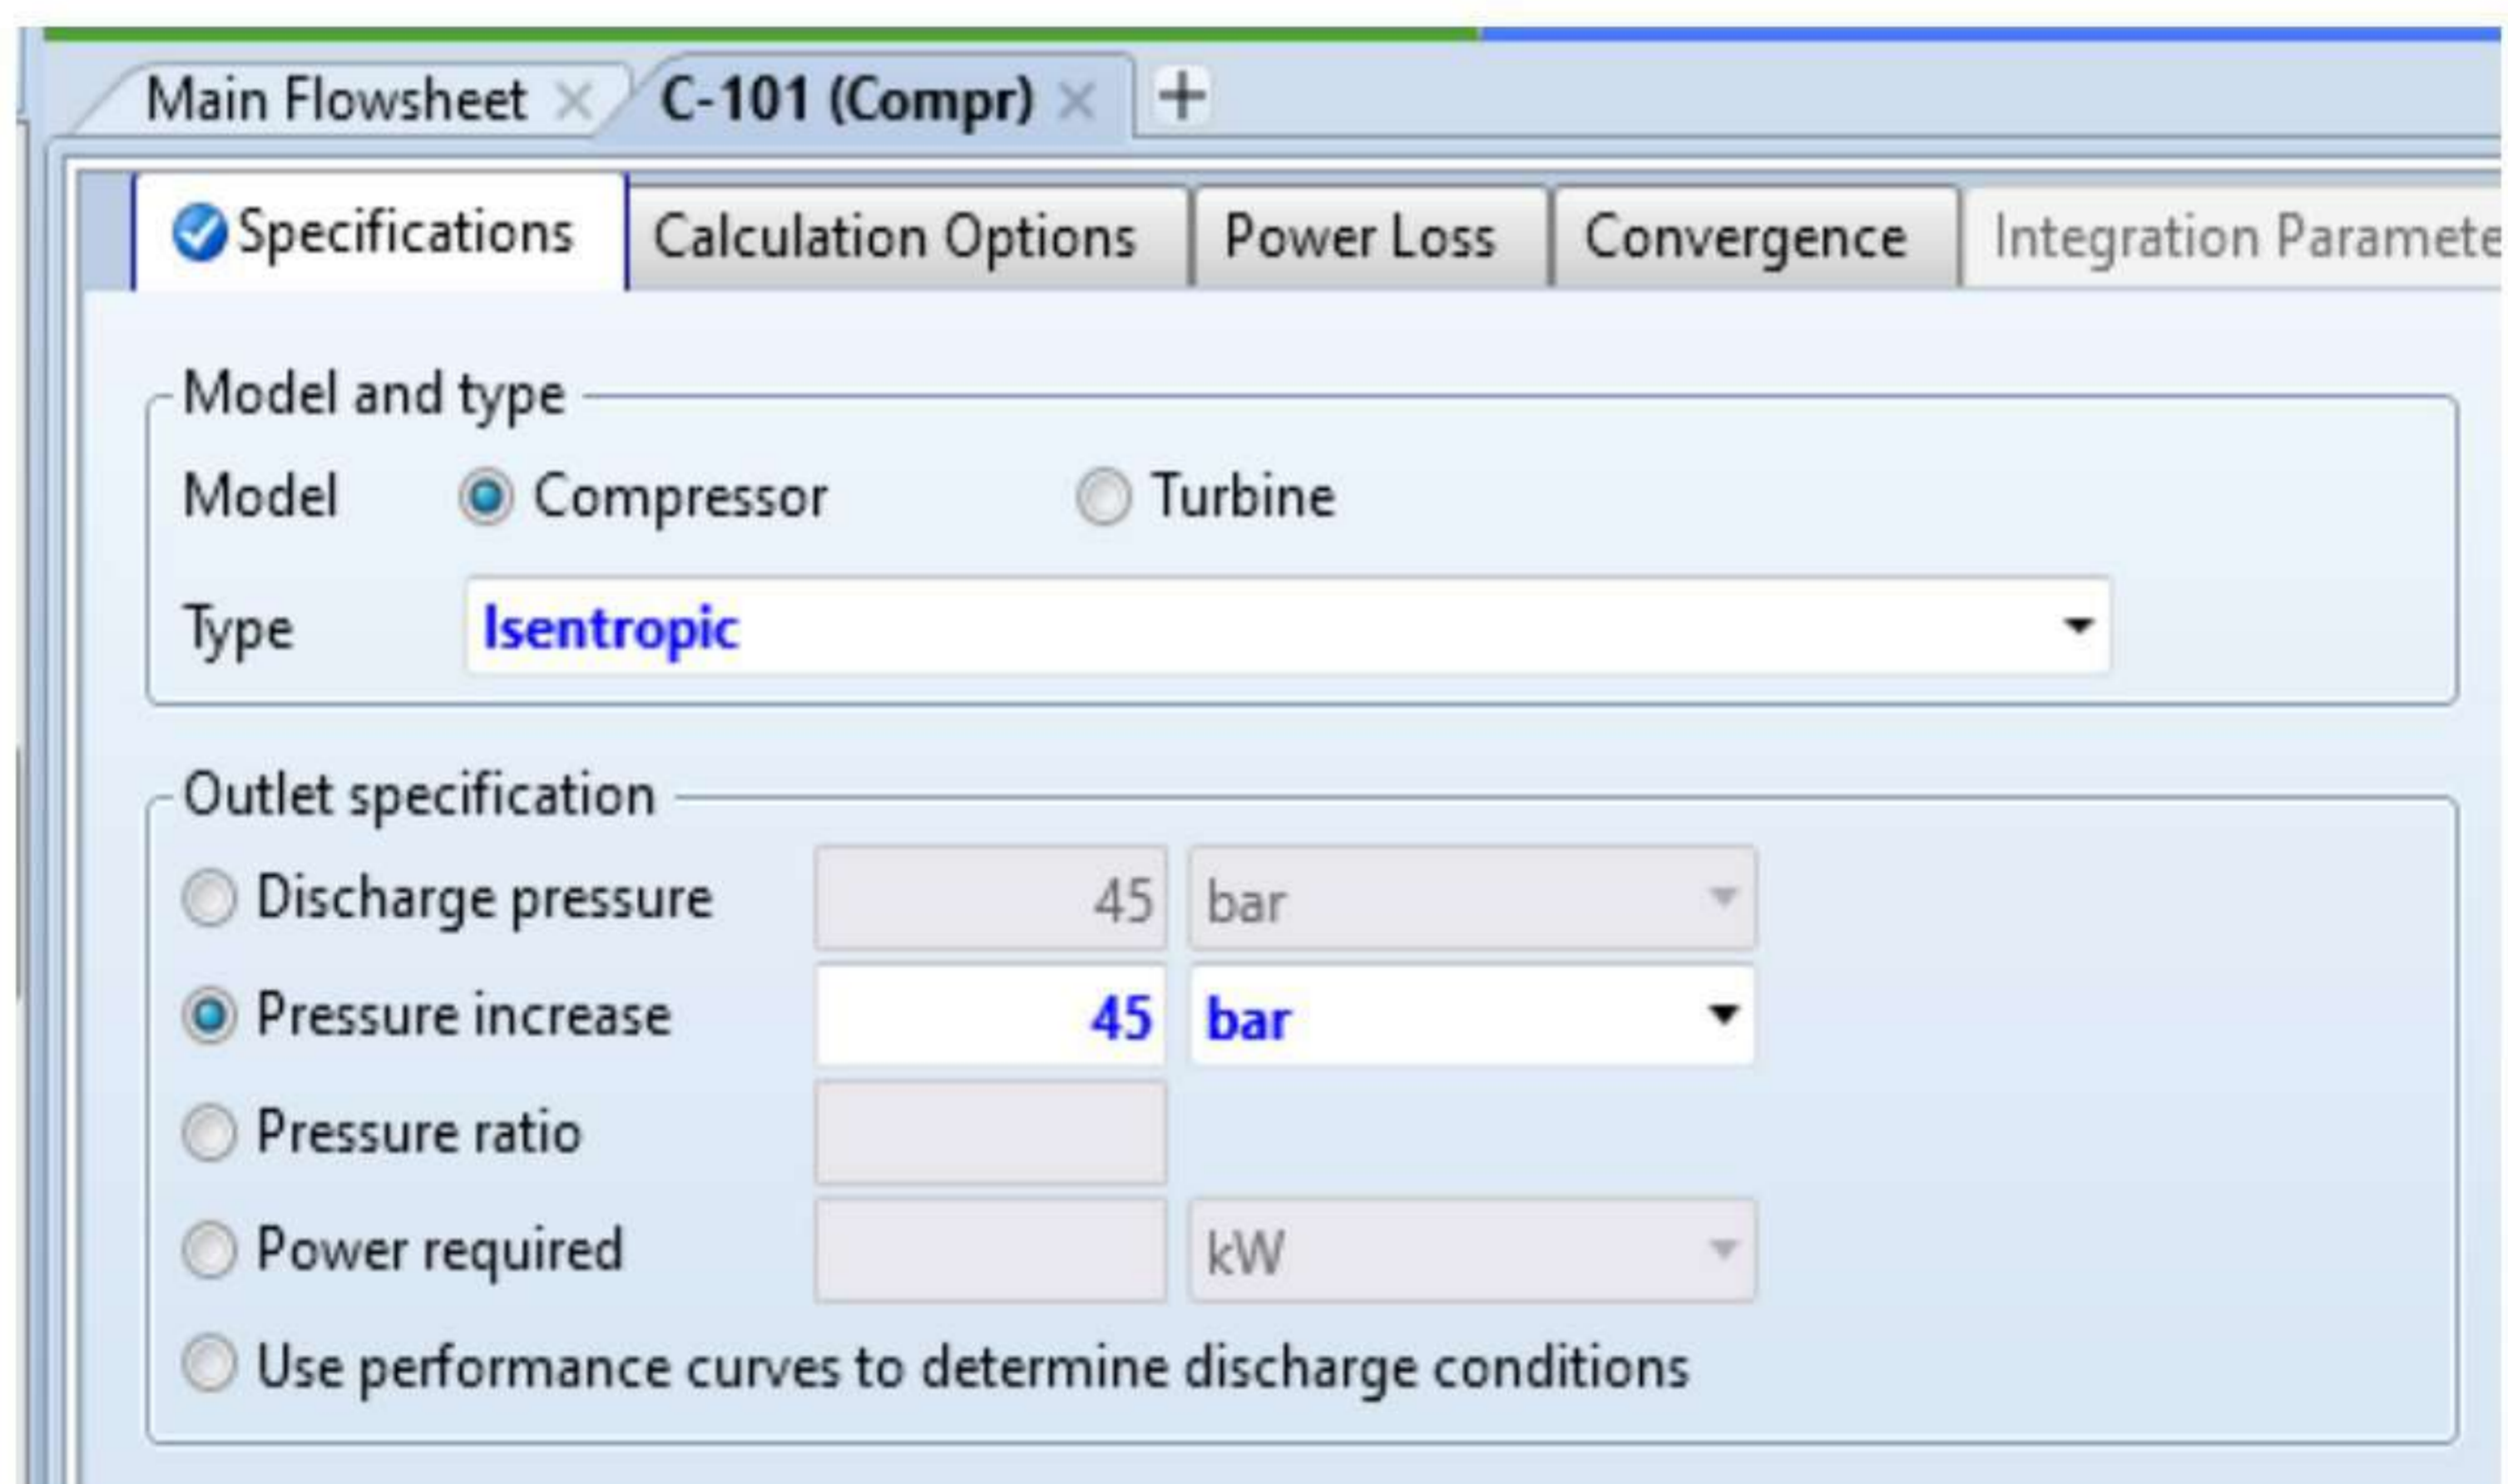 Main Flowsheet × C-101 (Compr) × +
Specifications Calculation Options Power Loss Convergence Integration Paramete
Model and type
Model Compressor Turbine
Type Isentropic
Outlet specification
Discharge pressure 45 bar
Pressure increase 45 bar
Pressure ratio
Power required kW
Use performance curves to determine discharge conditions